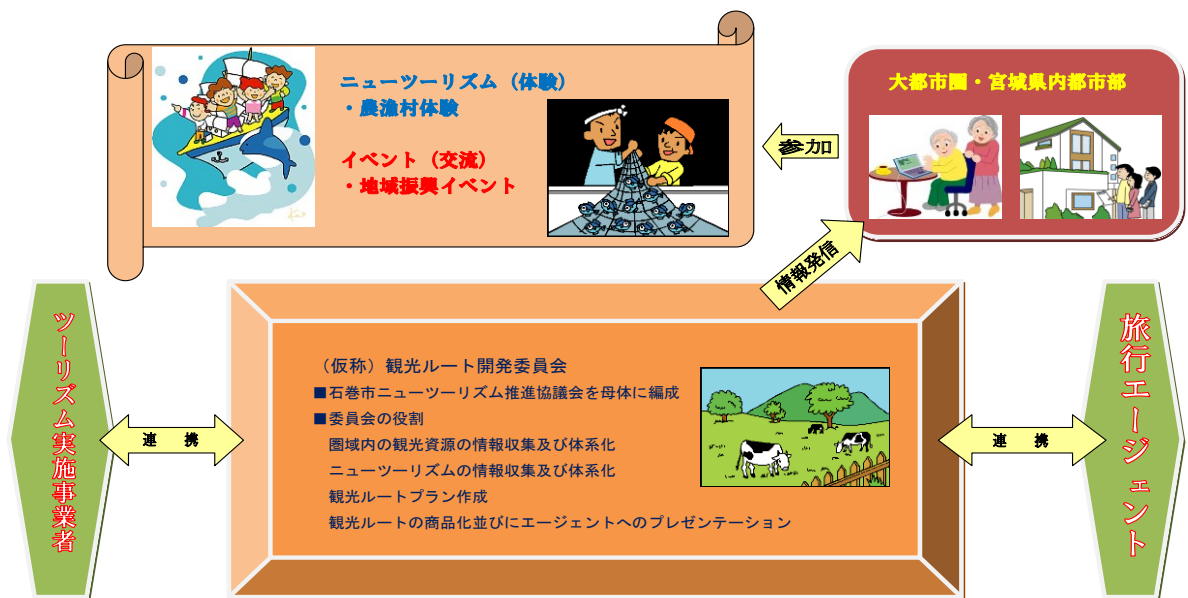 ニューツーリズム（体験）
・農漁村体験
イベント（交流）
・地域振興イベント
参加
大都市圏・宮城県内都市部
情報発信
ツーリズム実施事業者
連　携
（仮称）観光ルート開発委員会
■石巻市ニューツーリズム推進協議会を母体に編成
■委員会の役割
圏域内の観光資源の情報収集及び体系化
ニューツーリズムの情報収集及び体系化
観光ルートプラン作成
観光ルートの商品化並びにエージェントへのプレゼンテーション
連　携
旅行エージェント